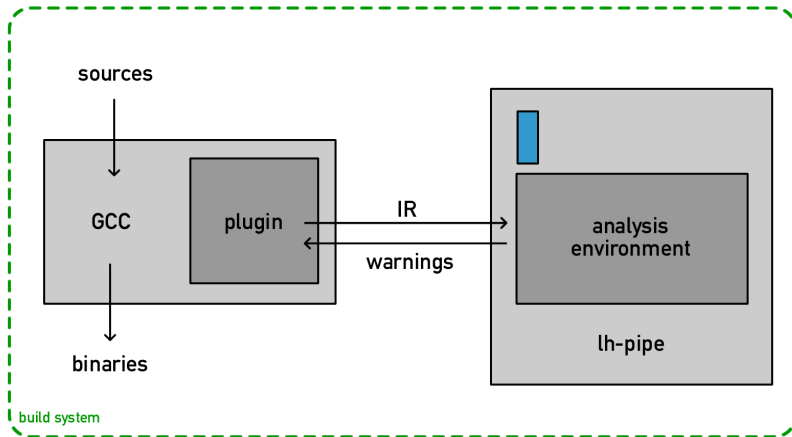 sources
GCC
plugin
IR
warnings
analysis
environment
lh-pipe
binaries
build system